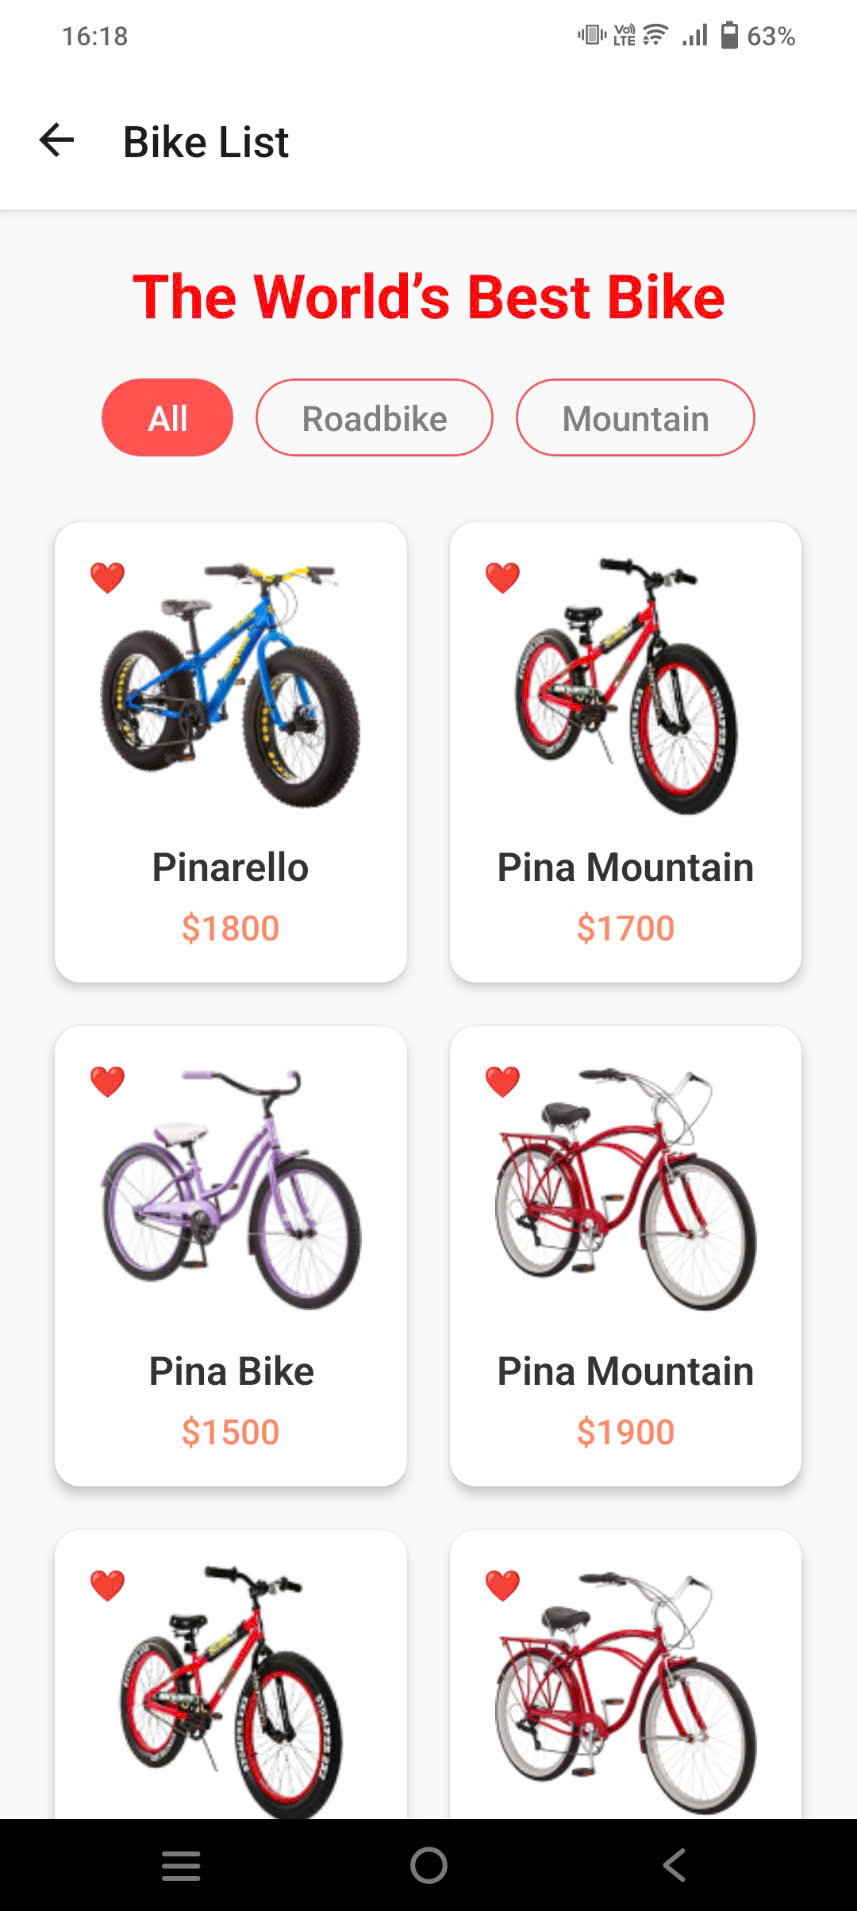 16:18
Vo) LTE 63%
Bike List
The World’s Best Bike
All Roadbike Mountain
Pinarello
$1800
Pina Mountain
$1700
Pina Bike
$1500
Pina Mountain
$1900